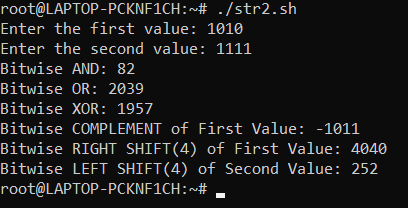 root@LAPTOP-PCKNF1CH:~# ./str2.sh
Enter the first value: 1010
Enter the second value: 1111
Bitwise AND: 82
Bitwise OR: 2039
Bitwise XOR: 1957
Bitwise COMPLEMENT of First Value: -1011
Bitwise RIGHT SHIFT(4) of First Value: 4040
Bitwise LEFT SHIFT(4) of Second Value: 252
root@LAPTOP-PCKNF1CH:~#